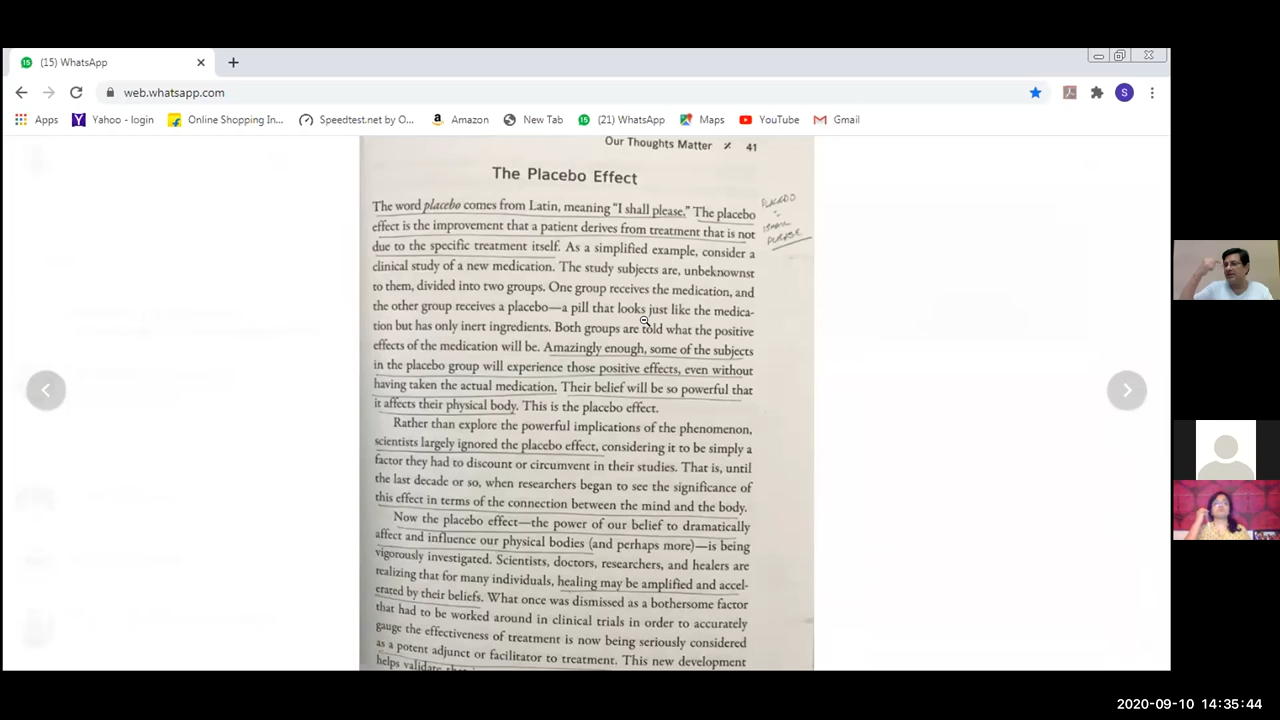 (15) WhatsApp
web.whatsapp.com
S
Apps Yahoo - login Online Shopping In... Speedtest.net by O... Amazon New Tab (21) WhatsApp Maps YouTube Gmail
Our Thoughts Matter 41
The Placebo Effect
The word placebo comes from Latin, meaning “I shall please.” The placebo
effect is the improvement that a patient derives from treatment that is not
due to the specific treatment itself. As a simplified example, consider a
clinical study of a new medication. The study subjects are, unbeknownst
to them, divided into two groups. One group receives the medication, and
the other group receives a placebo—a pill that looks just like the medica-
tion but has only inert ingredients. Both groups are told what the positive
effects of the medication will be. Amazingly enough, some of the subjects
in the placebo group will experience those positive effects, even without
having taken the actual medication. Their belief will be so powerful that
it affects their physical body. This is the placebo effect.
Rather than explore the powerful implications of the phenomenon,
scientists largely ignored the placebo effect, considering it to be simply a
factor they had to discount or circumvent in their studies. That is, until
the last decade or so, when researchers began to see the significance of
this effect in terms of the connection between the mind and the body.
Now the placebo effect—the power of our belief to dramatically
affect and influence our physical bodies (and perhaps more)—is being
vigorously investigated. Scientists, doctors, researchers, and healers are
realizing that for many individuals, healing may be amplified and accel-
erated by their beliefs. What once was dismissed as a bothersome factor
that had to be worked around in clinical trials in order to accurately
gauge the effectiveness of treatment is now being seriously considered
as a potent adjunct or facilitator to treatment. This new development
helps validate
PLACEBO
PLEASE
2020-09-10 14:35:44